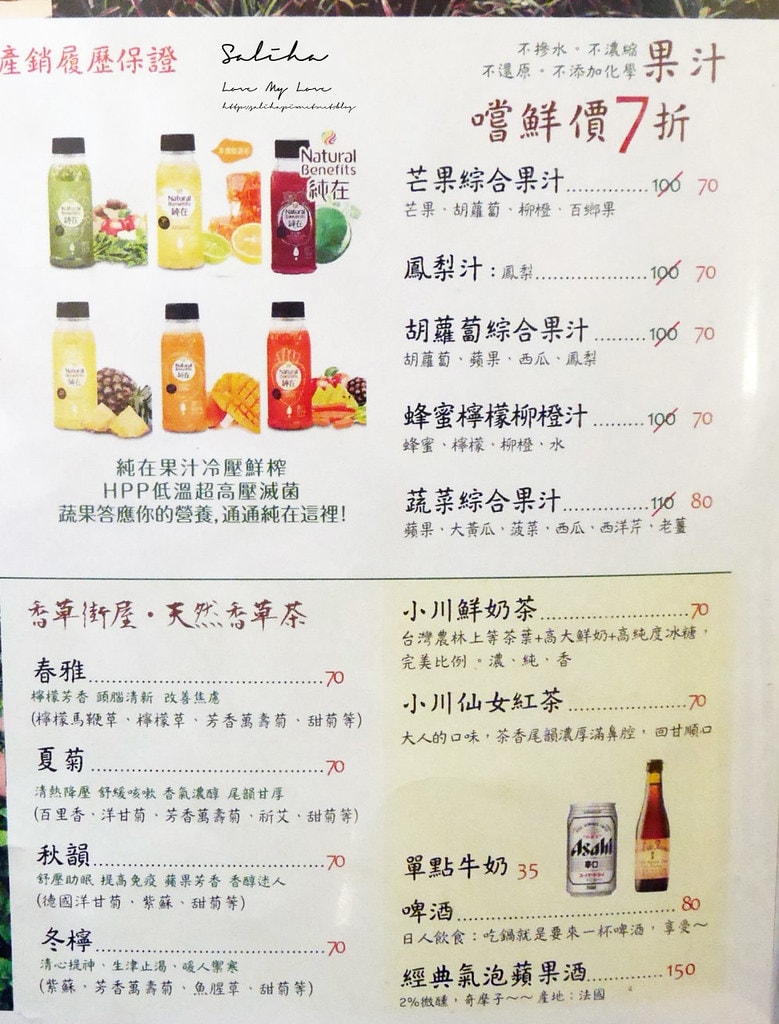 產銷履歷保證
Saliha
Love My Love
不摻水。不濃縮
不還原。不添加化學
果汁
嚐鮮價7折
Natural
Benefits
純在
芒果綜合果汁..............100 70
芒果、胡蘿蔔、柳橙、百鄉果
鳳梨汁：鳳梨...................100 70
胡蘿蔔綜合果汁.........100 70
胡蘿蔔、蘋果、西瓜、鳳梨
蜂蜜檸檬柳橙汁.........100 70
蜂蜜、檸檬、柳橙、水
蔬菜綜合果汁..............110 80
蘋果、大黃瓜、菠菜、西瓜、西洋芹、老薑
純在果汁冷壓鮮榨
HPP低溫超高壓滅菌
蔬果答應你的營養,通通純在這裡!
香草街屋・天然香草茶
春雅........................................70
檸檬芳香 頭腦清新 改善焦慮
(檸檬馬鞭草、檸檬草、芳香萬壽菊、甜菊等)
夏菊........................................70
清熱降壓 舒緩咳嗽 香氣濃醇 尾韻甘厚
(百里香、洋甘菊、芳香萬壽菊、祈艾、甜菊等)
秋韻........................................70
舒壓助眠 提高免疫 蘋果芳香 香醇迷人
(德國洋甘菊、紫蘇、甜菊等)
冬檸........................................70
清心提神、生津止渴、暖人禦寒
(紫蘇、芳香萬壽菊、魚腥草、甜菊等)
小川鮮奶茶.........................70
台灣農林上等茶葉+高大鮮奶+高純度冰糖，
完美比例。濃、純、香
小川仙女紅茶....................70
大人的口味，茶香尾韻濃厚滿鼻腔，回甘順口
Asahi
辛口
單點牛奶 35
啤酒........................................80
日人飲食：吃鍋就是要來一杯啤酒，享受～
經典氣泡蘋果酒.............150
2%微醺，奇摩子～～ 產地：法國